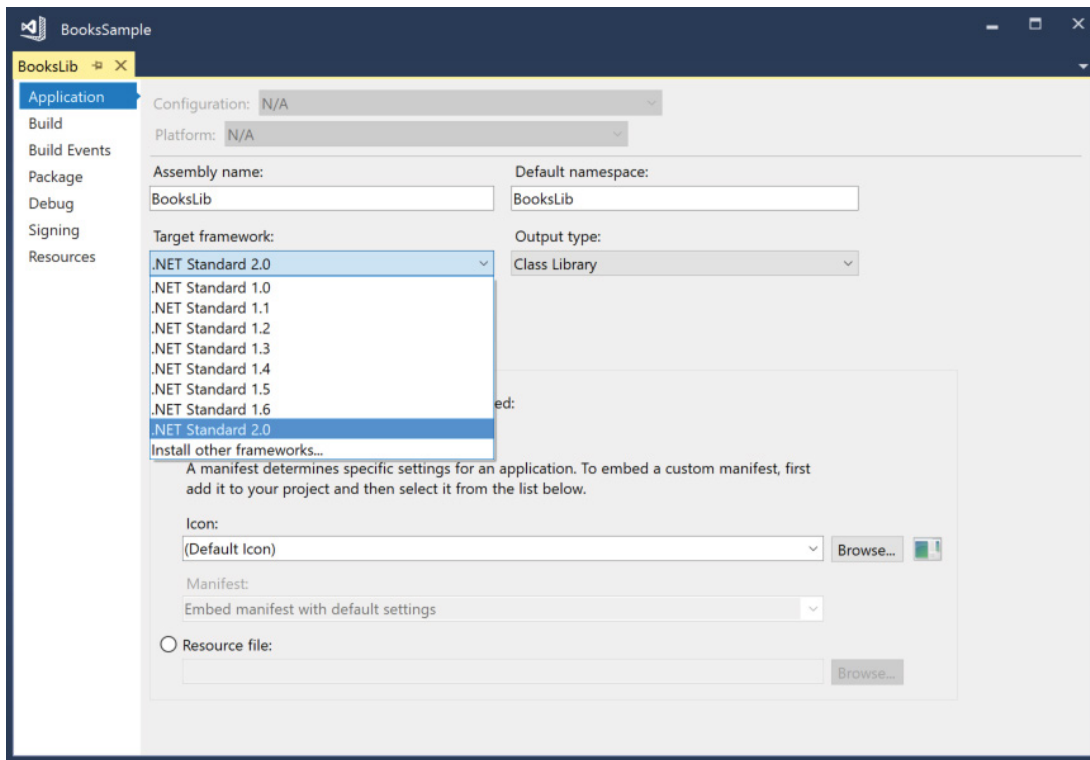 BooksSample
BooksLib
Application
Build
Build Events
Package
Debug
Signing
Resources
Configuration: N/A
Platform: N/A
Assembly name: Default namespace:
BooksLib BooksLib
Target framework: Output type:
.NET Standard 2.0 Class Library
.NET Standard 1.0
.NET Standard 1.1
.NET Standard 1.2
.NET Standard 1.3
.NET Standard 1.4
.NET Standard 1.5
.NET Standard 1.6
ed:
.NET Standard 2.0
Install other frameworks...
A manifest determines specific settings for an application. To embed a custom manifest, first
add it to your project and then select it from the list below.
Icon:
(Default Icon) Browse...
Manifest:
Embed manifest with default settings
Resource file:
Browse...